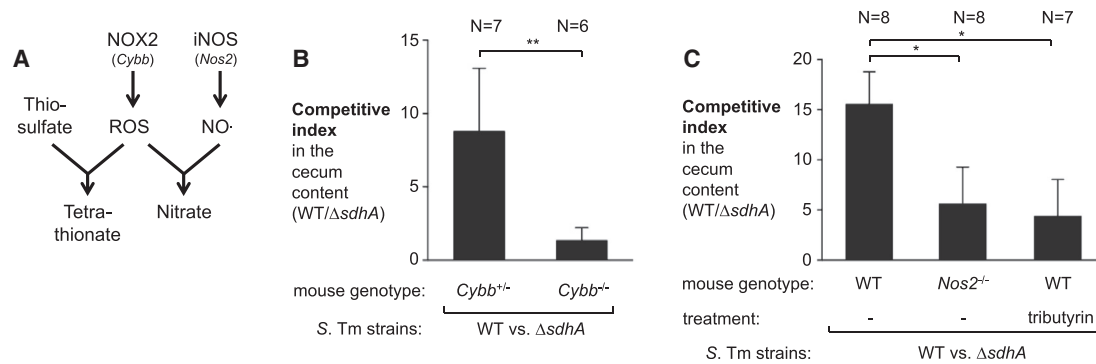 A
NOX2
(Cybb)
iNOS
(Nos2)
Thio-
sulfate
ROS
NO·
Tetra-
thionate
Nitrate
B
N=7 N=6
**
Competitive
index
in the
cecum
content
(WT/ΔsdhA)
15
10
5
0
mouse genotype: Cybb+/- Cybb-/-
S. Tm strains: WT vs. ΔsdhA
C
N=8 N=8 N=7
*
*
Competitive
index
in the
cecum
content
(WT/ΔsdhA)
20
15
10
5
0
mouse genotype: WT Nos2-/- WT
treatment: - - tributyrin
S. Tm strains: WT vs. ΔsdhA